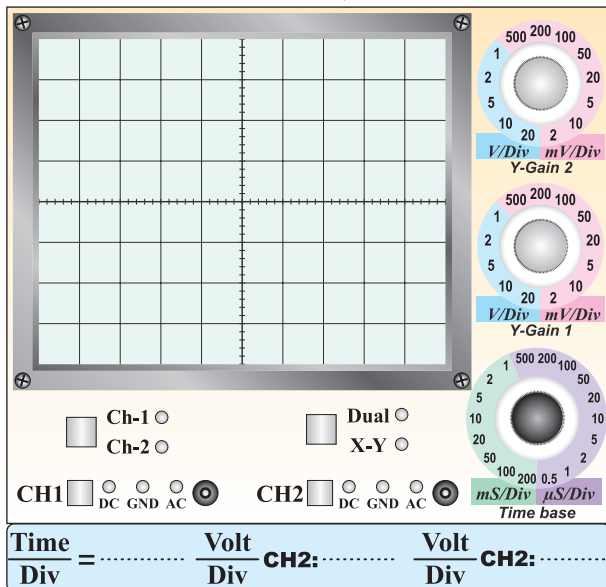 500 200 100
1 50
2 20
5 10
10 5
20 2
V/Div mV/Div
Y-Gain 2
500 200 100
1 50
2 20
5 10
10 5
20 2
V/Div mV/Div
Y-Gain 1
500 200 100
1 50
2 20
5 10
10 5
20 2
50 1
100 0.5
200
mS/Div μS/Div
Time base
Ch-1
Ch-2
Dual
X-Y
CH1 DC GND AC
CH2 DC GND AC
Time/Div = ............ Volt/Div CH2: ............ Volt/Div CH2: ............